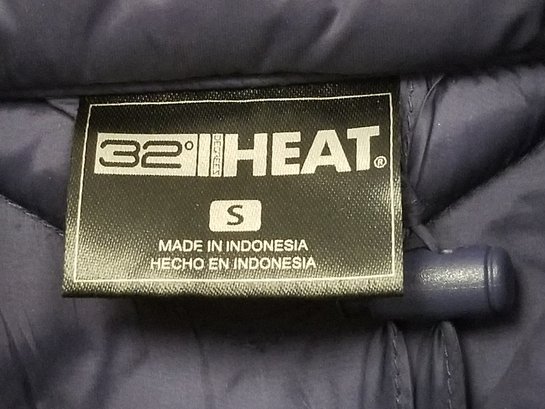 32° DEGREES HEAT®
S
MADE IN INDONESIA
HECHO EN INDONESIA